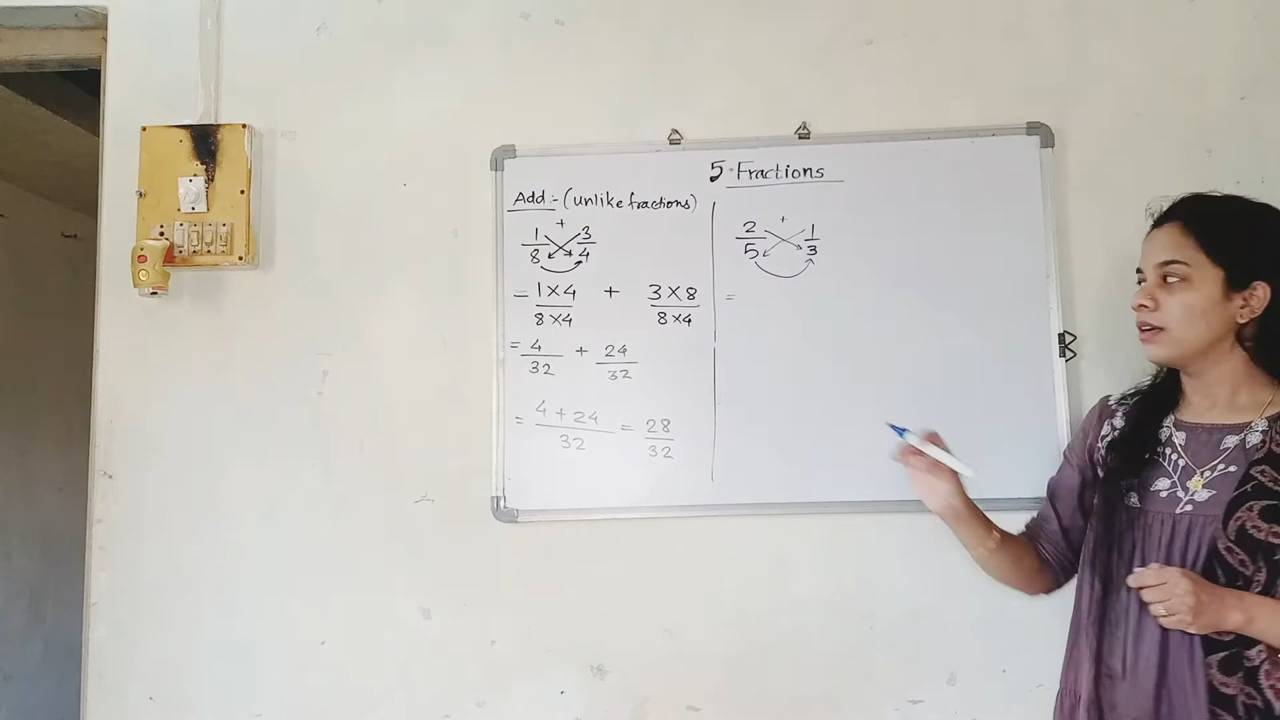 5. Fractions
Add :- (unlike fractions)
1/8 + 3/4
= 1×4/8×4 + 3×8/8×4
= 4/32 + 24/32
= 4+24/32 = 28/32
2/5 + 1/3
=